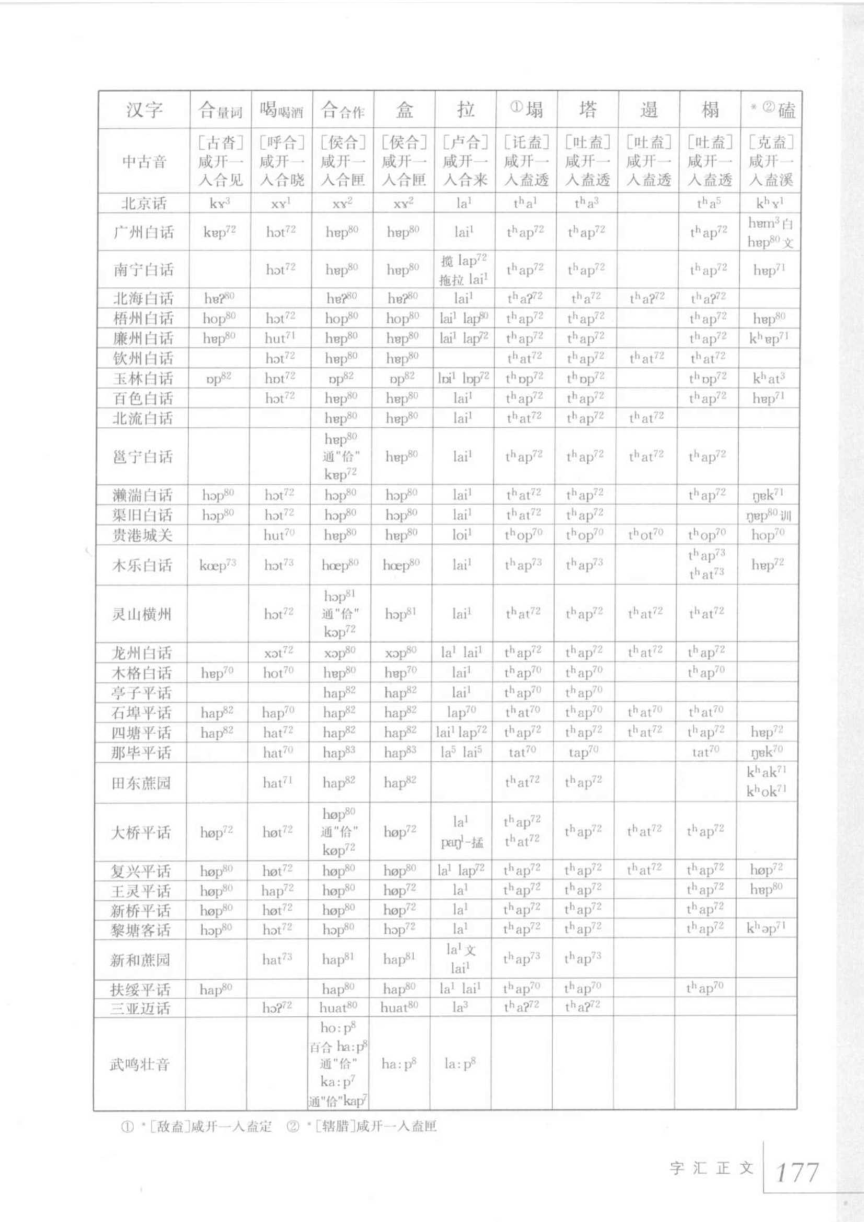 汉字 合量词 喝喝酒 合合作 盒 拉 ①塌 塔 遢 榻 *②磕
中古音 [古沓]咸开一入合见 [呼合]咸开一入合晓 [侯合]咸开一入合匣 [侯合]咸开一入合匣 [卢合]咸开一入合来 [讬盍]咸开一入盍透 [吐盍]咸开一入盍透 [吐盍]咸开一入盍透 [吐盍]咸开一入盍透 [克盍]咸开一入盍溪
北京话 kɤ³ xɤ¹ xɤ² xɤ² la¹ tʰa¹ tʰa³ tʰa⁵ kʰɤ¹
广州白话 kɐp⁷² hɔt⁷² hɐp⁸⁰ hɐp⁸⁰ lai¹ tʰap⁷² tʰap⁷² tʰap⁷² hɐm³白 hɐp⁸⁰文
南宁白话 hɔt⁷² hɐp⁸⁰ hɐp⁸⁰ 揽 lap⁷² 拖拉 lai¹ tʰap⁷² tʰap⁷² tʰap⁷² hɐp⁷¹
北海白话 hɐʔ⁸⁰ hɐʔ⁸⁰ hɐʔ⁸⁰ lai¹ tʰaʔ⁷² tʰa⁷² tʰaʔ⁷² tʰaʔ⁷²
梧州白话 hop⁸⁰ hɔt⁷² hop⁸⁰ hop⁸⁰ lai¹ lap⁸⁰ tʰap⁷² tʰap⁷² tʰap⁷² hɐp⁸⁰
廉州白话 hɐp⁸⁰ hut⁷¹ hɐp⁸⁰ hɐp⁸⁰ lai¹ lap⁷² tʰap⁷² tʰap⁷² tʰap⁷² kʰɐp⁷¹
钦州白话 hɔt⁷² hɐp⁸⁰ hɐp⁸⁰ tʰat⁷² tʰap⁷² tʰat⁷² tʰat⁷²
玉林白话 ɒp⁸² hɒt⁷² ɒp⁸² ɒp⁸² lɒi¹ lɒp⁷² tʰɒp⁷² tʰɒp⁷² tʰɒp⁷² kʰat³
百色白话 hɔt⁷² hɐp⁸⁰ hɐp⁸⁰ lai¹ tʰap⁷² tʰap⁷² tʰap⁷² hɐp⁷¹
北流白话 hɐp⁸⁰ hɐp⁸⁰ lai¹ tʰat⁷² tʰap⁷² tʰat⁷²
邕宁白话 hɐp⁸⁰ 通"佮" kɐp⁷² hɐp⁸⁰ lai¹ tʰap⁷² tʰap⁷² tʰat⁷² tʰap⁷²
濑湍白话 hɔp⁸⁰ hɔt⁷² hɔp⁸⁰ hɔp⁸⁰ lai¹ tʰat⁷² tʰap⁷² tʰap⁷² ŋɐk⁷¹
渠旧白话 hɔp⁸⁰ hɔt⁷² hɔp⁸⁰ hɔp⁸⁰ lai¹ tʰat⁷² tʰap⁷² ŋɐp⁸⁰训
贵港城关 hut⁷⁰ hɐp⁸⁰ hɐp⁸⁰ loi¹ tʰop⁷⁰ tʰop⁷⁰ tʰot⁷⁰ tʰop⁷⁰ hop⁷⁰
木乐白话 kœp⁷³ hɔt⁷³ hœp⁸⁰ hœp⁸⁰ lai¹ tʰap⁷³ tʰap⁷³ tʰap⁷³ tʰat⁷³ hɐp⁷²
灵山横州 hɔt⁷² hɔp⁸¹ 通"佮" kɔp⁷² hɔp⁸¹ lai¹ tʰat⁷² tʰap⁷² tʰat⁷² tʰat⁷²
龙州白话 xɔt⁷² xɔp⁸⁰ xɔp⁸⁰ la¹ lai¹ tʰap⁷² tʰap⁷² tʰat⁷² tʰap⁷²
木格白话 hɐp⁷⁰ hot⁷⁰ hɐp⁸⁰ hɐp⁷⁰ lai¹ tʰap⁷⁰ tʰap⁷⁰ tʰap⁷⁰
亭子平话 hap⁸² hap⁸² lai¹ tʰap⁷⁰ tʰap⁷⁰
石埠平话 hap⁸² hap⁷⁰ hap⁸² hap⁸² lap⁷⁰ tʰat⁷⁰ tʰap⁷⁰ tʰat⁷⁰ tʰat⁷⁰
四塘平话 hap⁸² hat⁷² hap⁸² hap⁸² lai¹ lap⁷² tʰap⁷² tʰap⁷² tʰat⁷² tʰap⁷² hɐp⁷²
那毕平话 hat⁷⁰ hap⁸³ hap⁸³ la⁵ lai⁵ tat⁷⁰ tap⁷⁰ tat⁷⁰ ŋɐk⁷⁰
田东蔗园 hat⁷¹ hap⁸² hap⁸² tʰat⁷² tʰap⁷² kʰak⁷¹ kʰok⁷¹
大桥平话 høp⁷² høt⁷² høp⁸⁰ 通"佮" køp⁷² høp⁷² la¹ paŋ¹-掹 tʰap⁷² tʰat⁷² tʰap⁷² tʰat⁷² tʰap⁷²
复兴平话 høp⁸⁰ høt⁷² høp⁸⁰ høp⁸⁰ la¹ lap⁷² tʰap⁷² tʰap⁷² tʰat⁷² tʰap⁷² høp⁷²
王灵平话 høp⁸⁰ hap⁷² høp⁸⁰ høp⁷² la¹ tʰap⁷² tʰap⁷² tʰap⁷² hɐp⁸⁰
新桥平话 høp⁸⁰ høt⁷² høp⁸⁰ høp⁷² la¹ tʰap⁷² tʰap⁷² tʰap⁷²
黎塘客话 hɔp⁸⁰ hɔt⁷² hɔp⁸⁰ hɔp⁷² la¹ tʰap⁷² tʰap⁷² tʰap⁷² kʰəp⁷¹
新和蔗园 hat⁷³ hap⁸¹ hap⁸¹ la¹文 lai¹ tʰap⁷³ tʰap⁷³
扶绥平话 hap⁸⁰ hap⁸⁰ hap⁸⁰ la¹ lai¹ tʰap⁷⁰ tʰap⁷⁰ tʰap⁷⁰
三亚迈话 hɔʔ⁷² huat⁸⁰ huat⁸⁰ la³ tʰaʔ⁷² tʰaʔ⁷²
武鸣壮音 ho:p⁸ 百合 ha:p⁸ 通"佮" ka:p⁷ 通"佮"kap⁷ ha:p⁸ la:p⁸
① *[敌盍]咸开一入盍定 ② *[辖腊]咸开一入盍匣
字汇正文 177